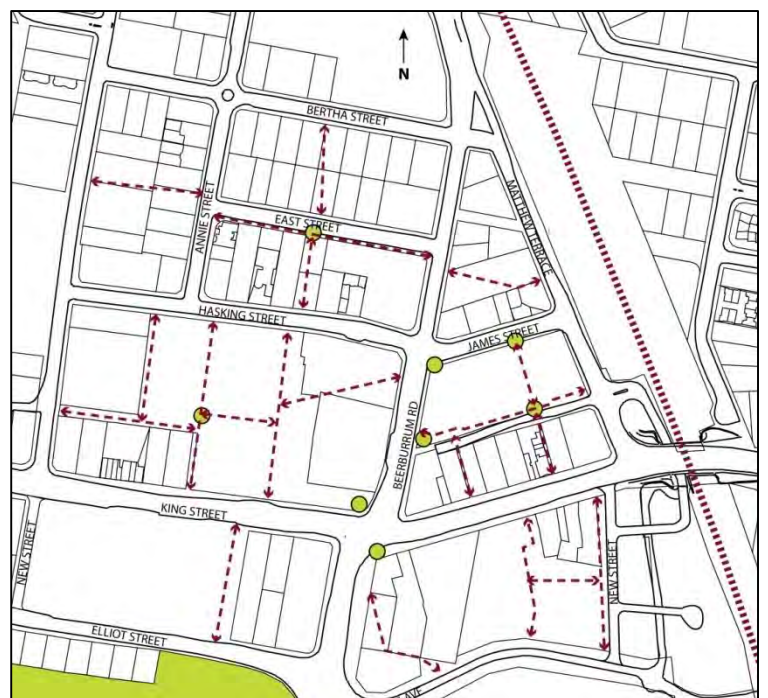 N
BERTHA STREET
ANNIE STREET
EAST STREET
MATTHEW TERRACE
HASKING STREET
JAMES STREET
BEERBURRUM RD
KING STREET
NEW STREET
NEW STREET
ELLIOT STREET
AVE